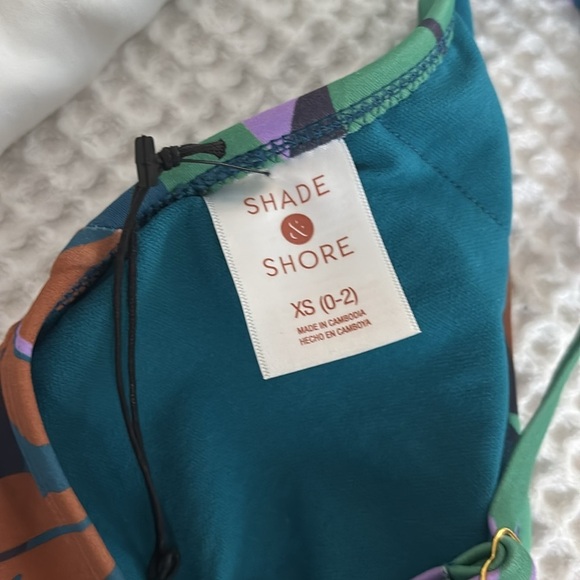 SHADE
&
SHORE
XS (0-2)
MADE IN CAMBODIA
HECHO EN CAMBOYA